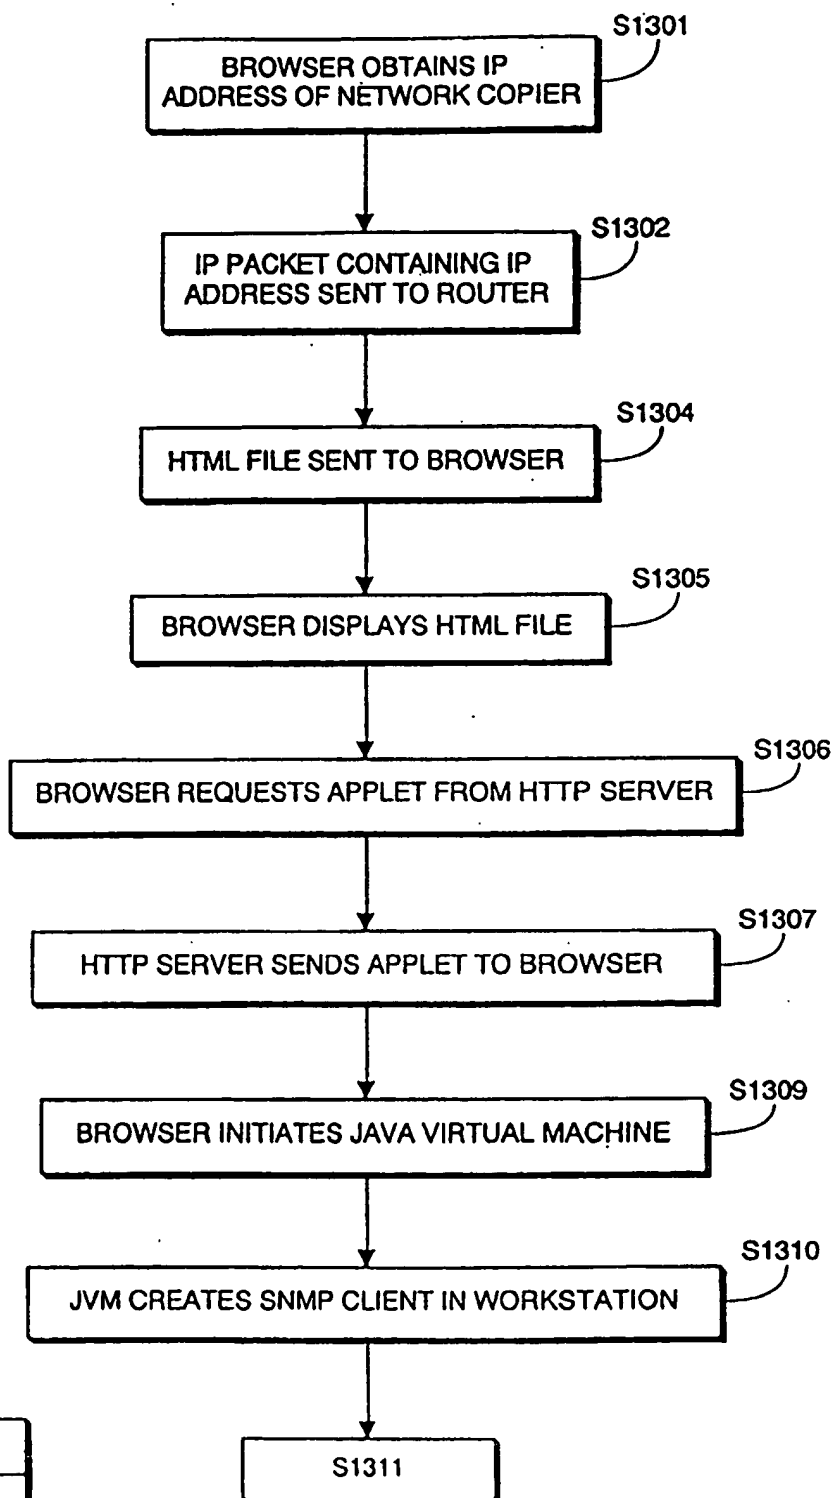 S1301
BROWSER OBTAINS IP
ADDRESS OF NETWORK COPIER
S1302
IP PACKET CONTAINING IP
ADDRESS SENT TO ROUTER
S1304
HTML FILE SENT TO BROWSER
S1305
BROWSER DISPLAYS HTML FILE
S1306
BROWSER REQUESTS APPLET FROM HTTP SERVER
S1307
HTTP SERVER SENDS APPLET TO BROWSER
S1309
BROWSER INITIATES JAVA VIRTUAL MACHINE
S1310
JVM CREATES SNMP CLIENT IN WORKSTATION
S1311